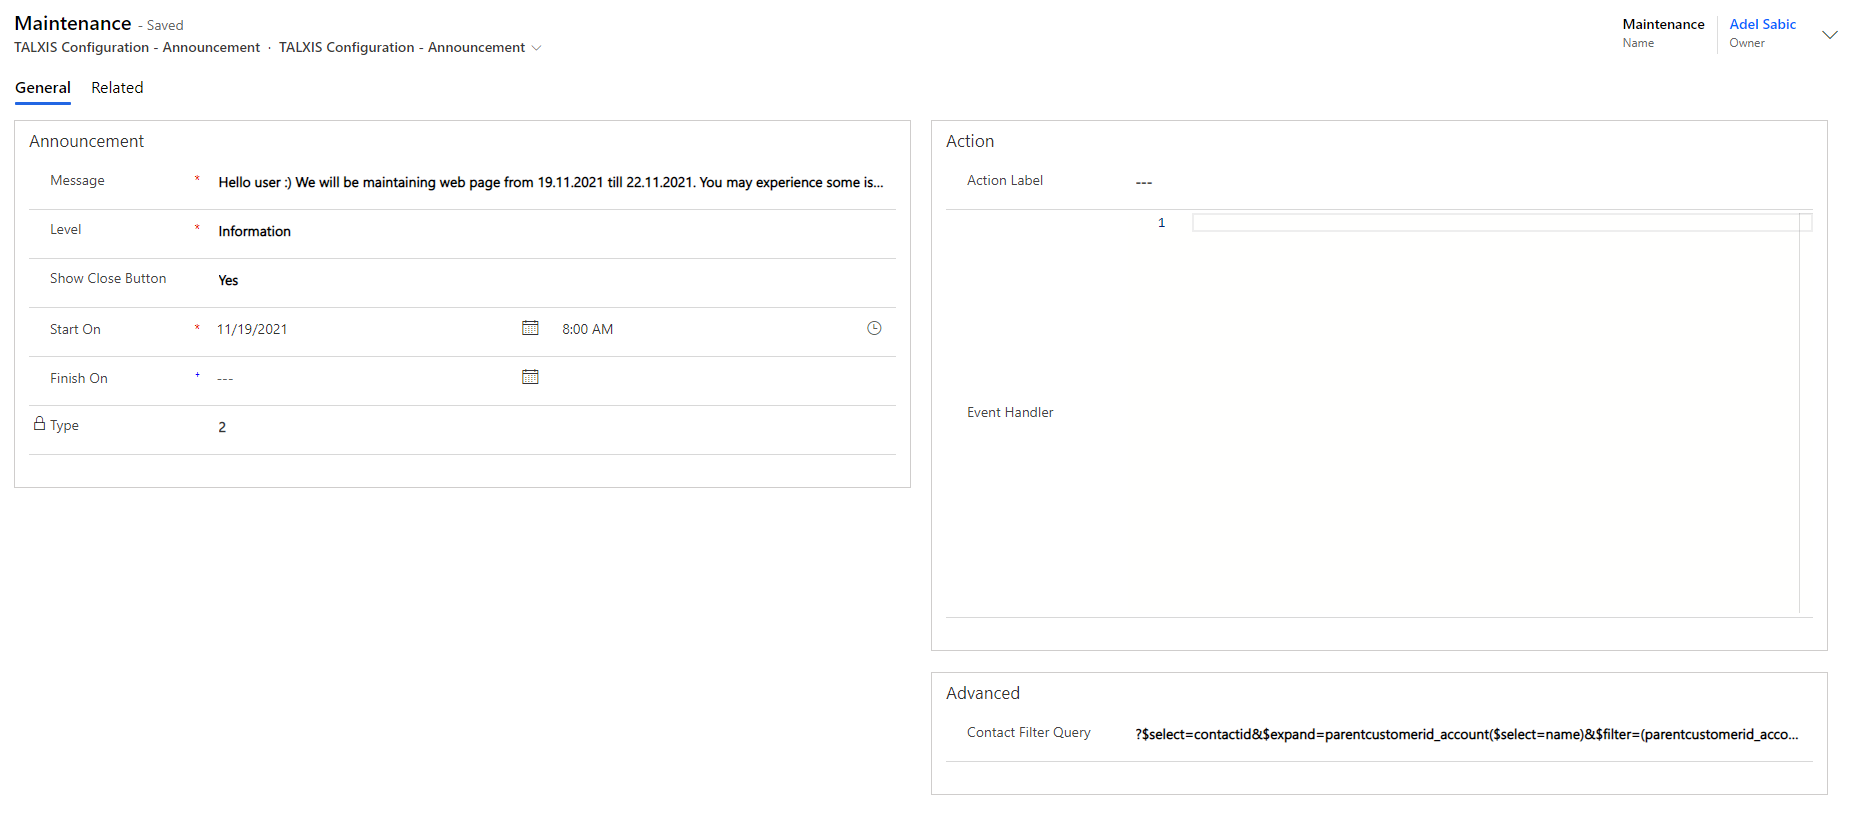 Maintenance - Saved
TALXIS Configuration - Announcement · TALXIS Configuration - Announcement
Maintenance
Name
Adel Sabic
Owner
General Related
Announcement
Message * Hello user :) We will be maintaining web page from 19.11.2021 till 22.11.2021. You may experience some is...
Level * Information
Show Close Button Yes
Start On * 11/19/2021 8:00 AM
Finish On + ---
Type 2
Action
Action Label ---
1
Event Handler
Advanced
Contact Filter Query ?$select=contactid&$expand=parentcustomerid_account($select=name)&$filter=(parentcustomerid_acco...